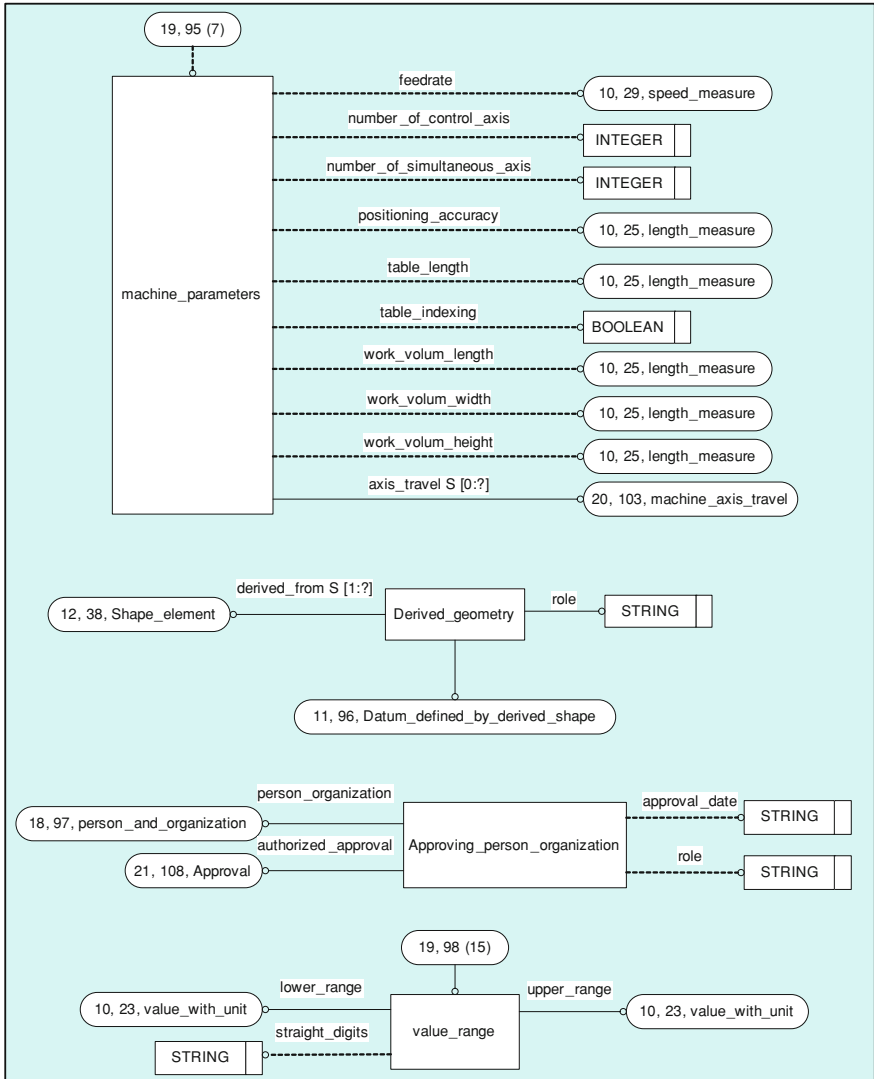 19, 95 (7)
feedrate
10, 29, speed_measure
number_of_control_axis
INTEGER
number_of_simultaneous_axis
INTEGER
positioning_accuracy
10, 25, length_measure
table_length
10, 25, length_measure
machine_parameters
table_indexing
BOOLEAN
work_volum_length
10, 25, length_measure
work_volum_width
10, 25, length_measure
work_volum_height
10, 25, length_measure
axis_travel S [0:?]
20, 103, machine_axis_travel
derived_from S [1:?]
12, 38, Shape_element
Derived_geometry
role
STRING
11, 96, Datum_defined_by_derived_shape
person_organization
18, 97, person_and_organization
authorized_approval
21, 108, Approval
Approving_person_organization
approval_date
STRING
role
STRING
19, 98 (15)
lower_range
10, 23, value_with_unit
straight_digits
STRING
value_range
upper_range
10, 23, value_with_unit